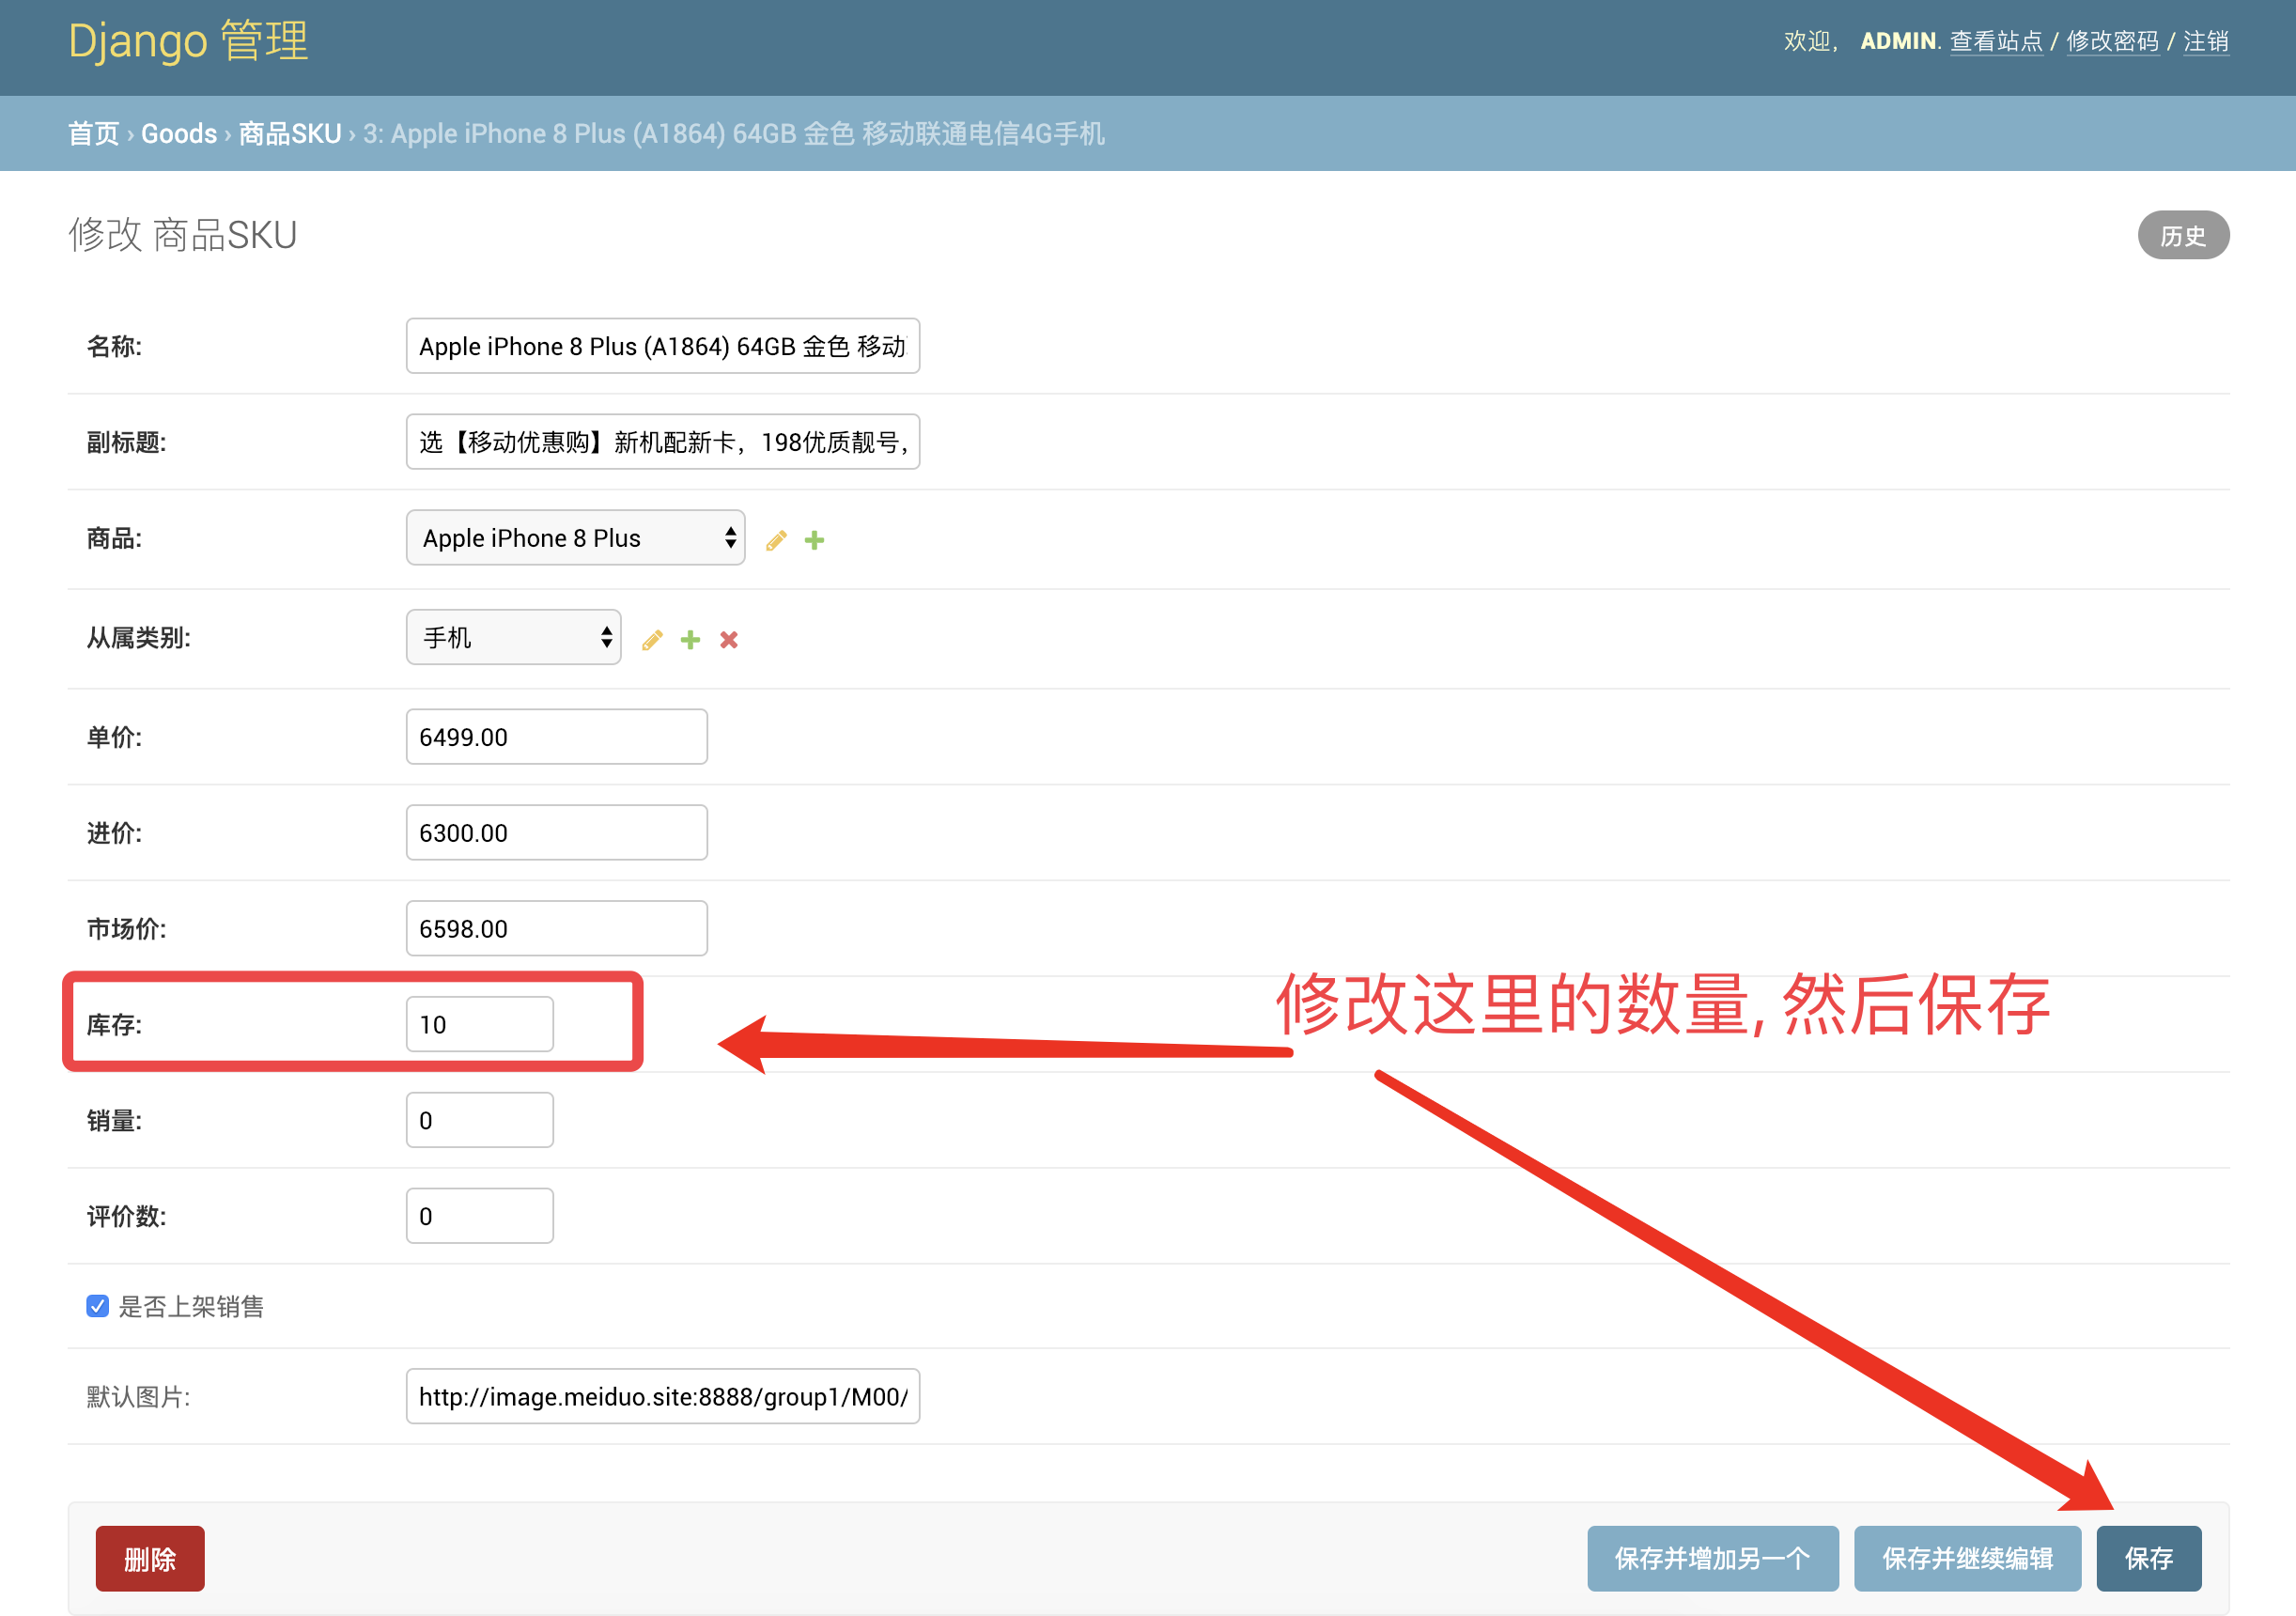 Django 管理
欢迎， ADMIN. 查看站点 / 修改密码 / 注销
首页 › Goods › 商品SKU › 3: Apple iPhone 8 Plus (A1864) 64GB 金色 移动联通电信4G手机
修改 商品SKU
历史
名称: Apple iPhone 8 Plus (A1864) 64GB 金色 移动
副标题: 选【移动优惠购】新机配新卡，198优质靓号，
商品: Apple iPhone 8 Plus
从属类别: 手机
单价: 6499.00
进价: 6300.00
市场价: 6598.00
修改这里的数量, 然后保存
库存: 10
销量: 0
评价数: 0
是否上架销售
默认图片: http://image.meiduo.site:8888/group1/M00/
删除 保存并增加另一个 保存并继续编辑 保存